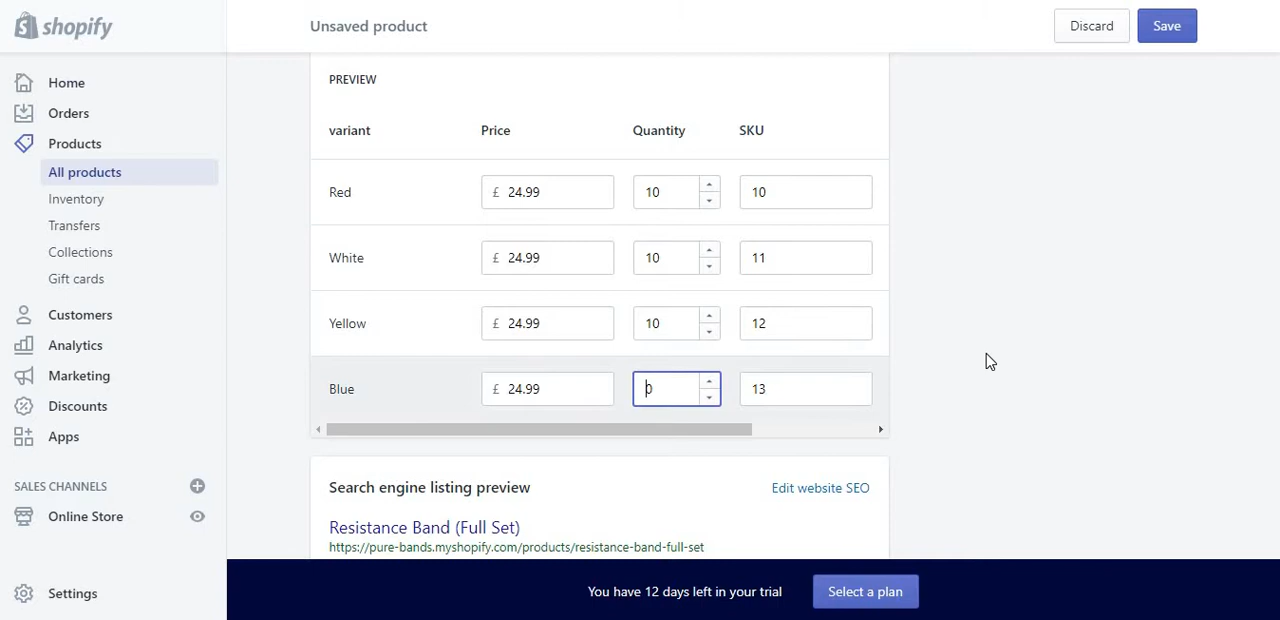 shopify
Unsaved product
Discard
Save
Home
Orders
Products
All products
Inventory
Transfers
Collections
Gift cards
Customers
Analytics
Marketing
Discounts
Apps
SALES CHANNELS
Online Store
Settings
PREVIEW
variant Price Quantity SKU
Red £ 24.99 10 10
White £ 24.99 10 11
Yellow £ 24.99 10 12
Blue £ 24.99 0 13
Search engine listing preview
Edit website SEO
Resistance Band (Full Set)
https://pure-bands.myshopify.com/products/resistance-band-full-set
You have 12 days left in your trial
Select a plan